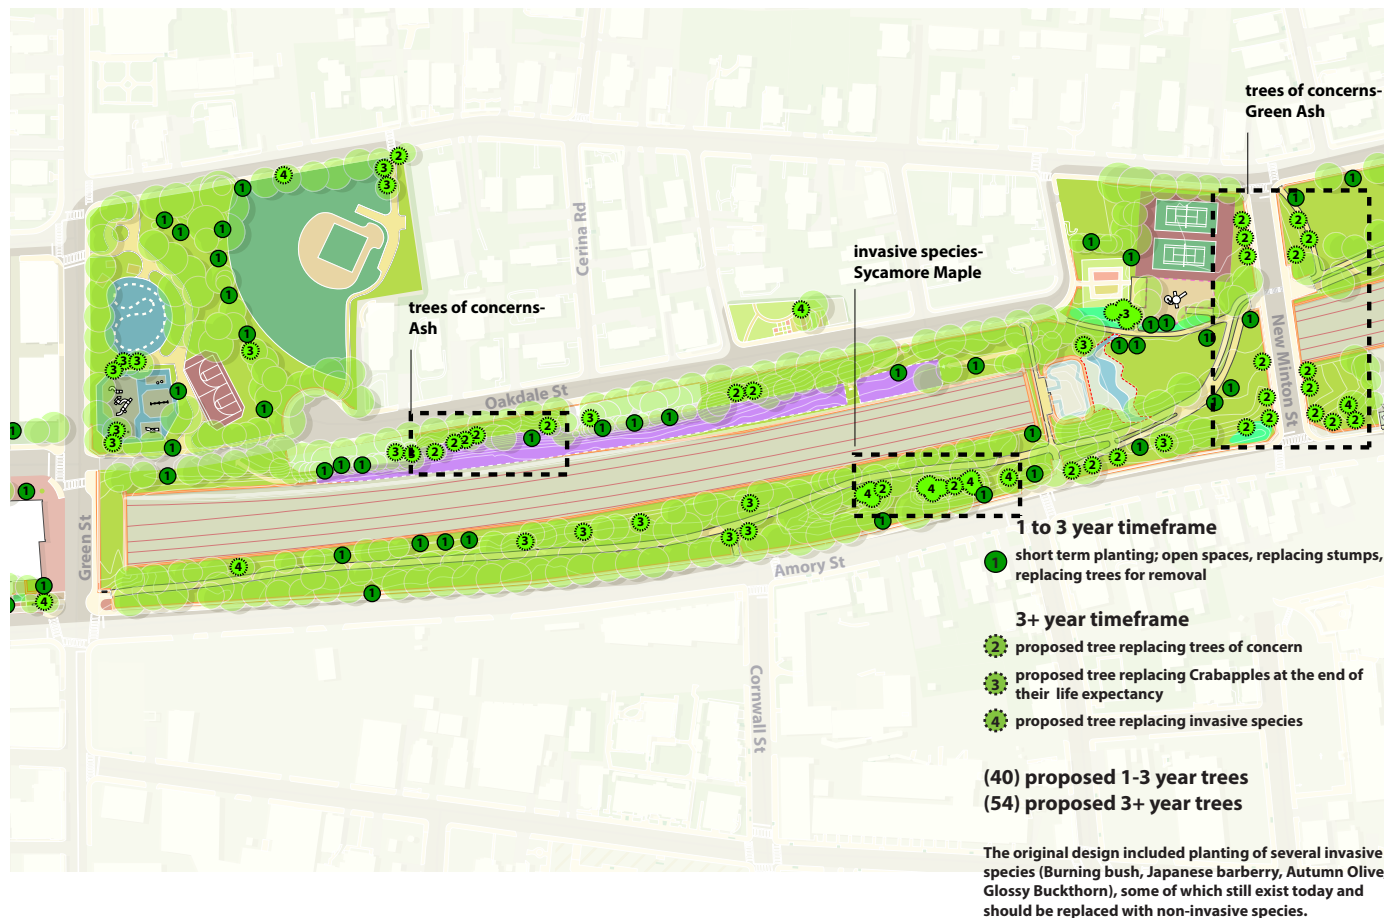 trees of concerns-
Green Ash
invasive species-
Sycamore Maple
trees of concerns-
Ash
Cerina Rd
Oakdale St
New Minton St
Green St
Amory St
Cornwall St
1 to 3 year timeframe
1 short term planting; open spaces, replacing stumps,
replacing trees for removal
3+ year timeframe
2 proposed tree replacing trees of concern
3 proposed tree replacing Crabapples at the end of
their life expectancy
4 proposed tree replacing invasive species
(40) proposed 1-3 year trees
(54) proposed 3+ year trees
The original design included planting of several invasive
species (Burning bush, Japanese barberry, Autumn Olive
Glossy Buckthorn), some of which still exist today and
should be replaced with non-invasive species.